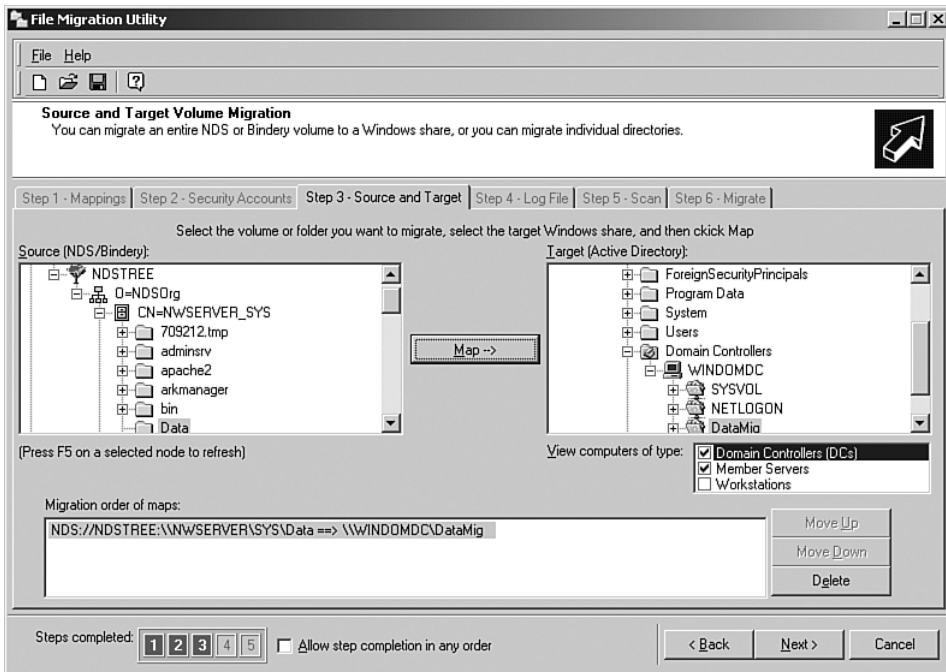 File Migration Utility
File Help
Source and Target Volume Migration
You can migrate an entire NDS or Bindery volume to a Windows share, or you can migrate individual directories.
Step 1 - Mappings Step 2 - Security Accounts Step 3 - Source and Target Step 4 - Log File Step 5 - Scan Step 6 - Migrate
Select the volume or folder you want to migrate, select the target Windows share, and then ckick Map
Source (NDS/Bindery):
NDSTREE
O=NDSOrg
CN=NWSERVER_SYS
709212.tmp
adminsrv
apache2
arkmanager
bin
Data
(Press F5 on a selected node to refresh)
Map -->
Target (Active Directory):
ForeignSecurityPrincipals
Program Data
System
Users
Domain Controllers
WINDOMDC
SYSVOL
NETLOGON
DataMig
View computers of type:
Domain Controllers (DCs)
Member Servers
Workstations
Migration order of maps:
NDS://NDSTREE:\\NWSERVER\SYS\Data ==> \\WINDOMDC\DataMig
Move Up
Move Down
Delete
Steps completed: 1 2 3 4 5 Allow step completion in any order
< Back Next > Cancel